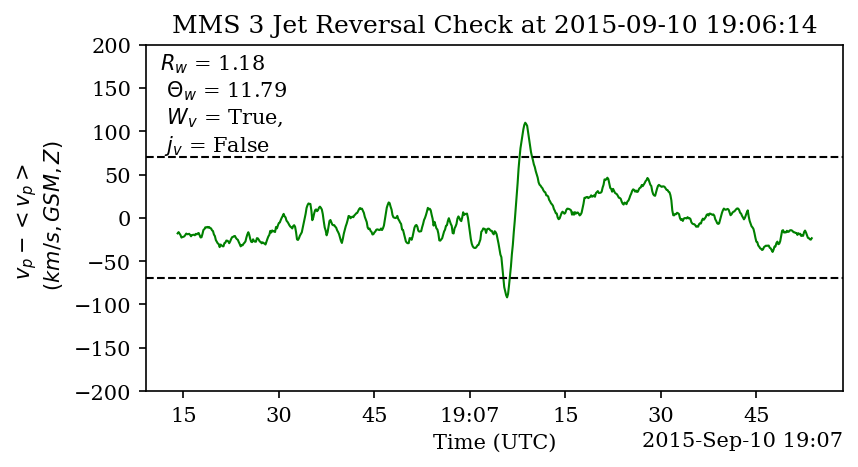 MMS 3 Jet Reversal Check at 2015-09-10 19:06:14
R_w = 1.18
Θ_w = 11.79
W_v = True,
j_v = False
v_p − < v_p >
(km/s, GSM, Z)
200
150
100
50
0
−50
−100
−150
−200
15
30
45
19:07
15
30
45
Time (UTC)
2015-Sep-10 19:07